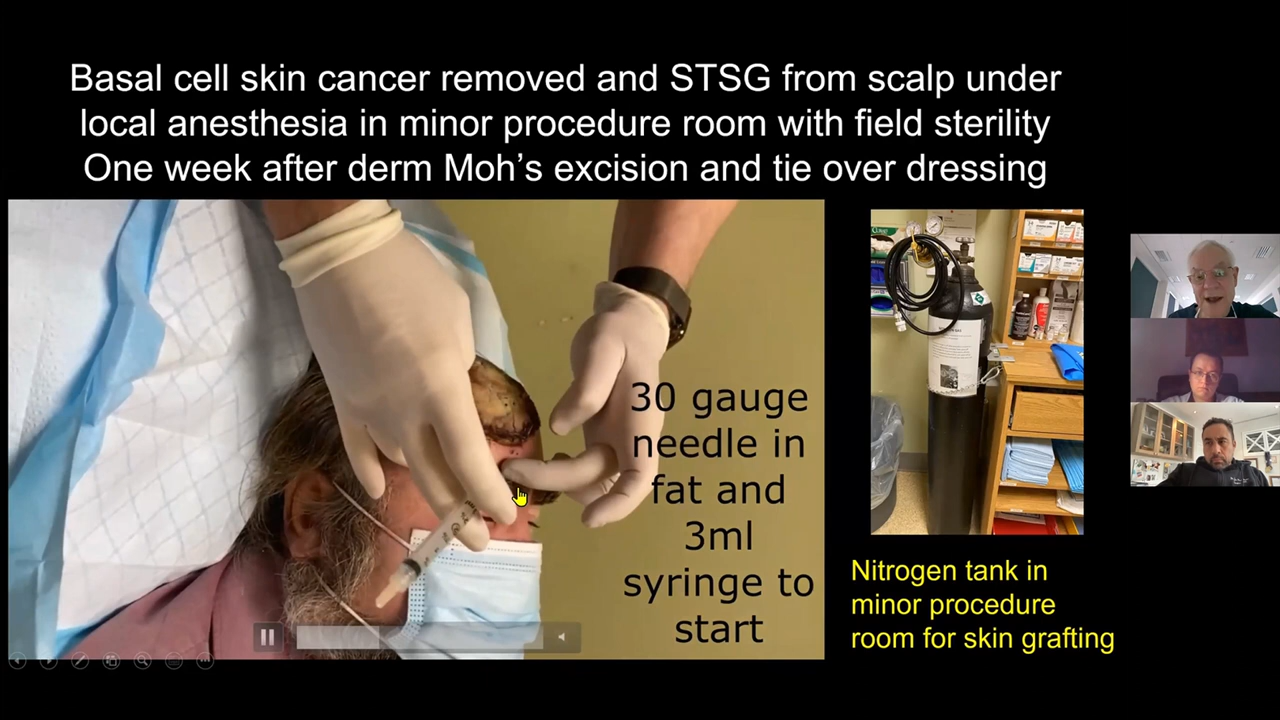 Basal cell skin cancer removed and STSG from scalp under
local anesthesia in minor procedure room with field sterility
One week after derm Moh's excision and tie over dressing
30 gauge
needle in
fat and
3ml
syringe to
start
Nitrogen tank in
minor procedure
room for skin grafting